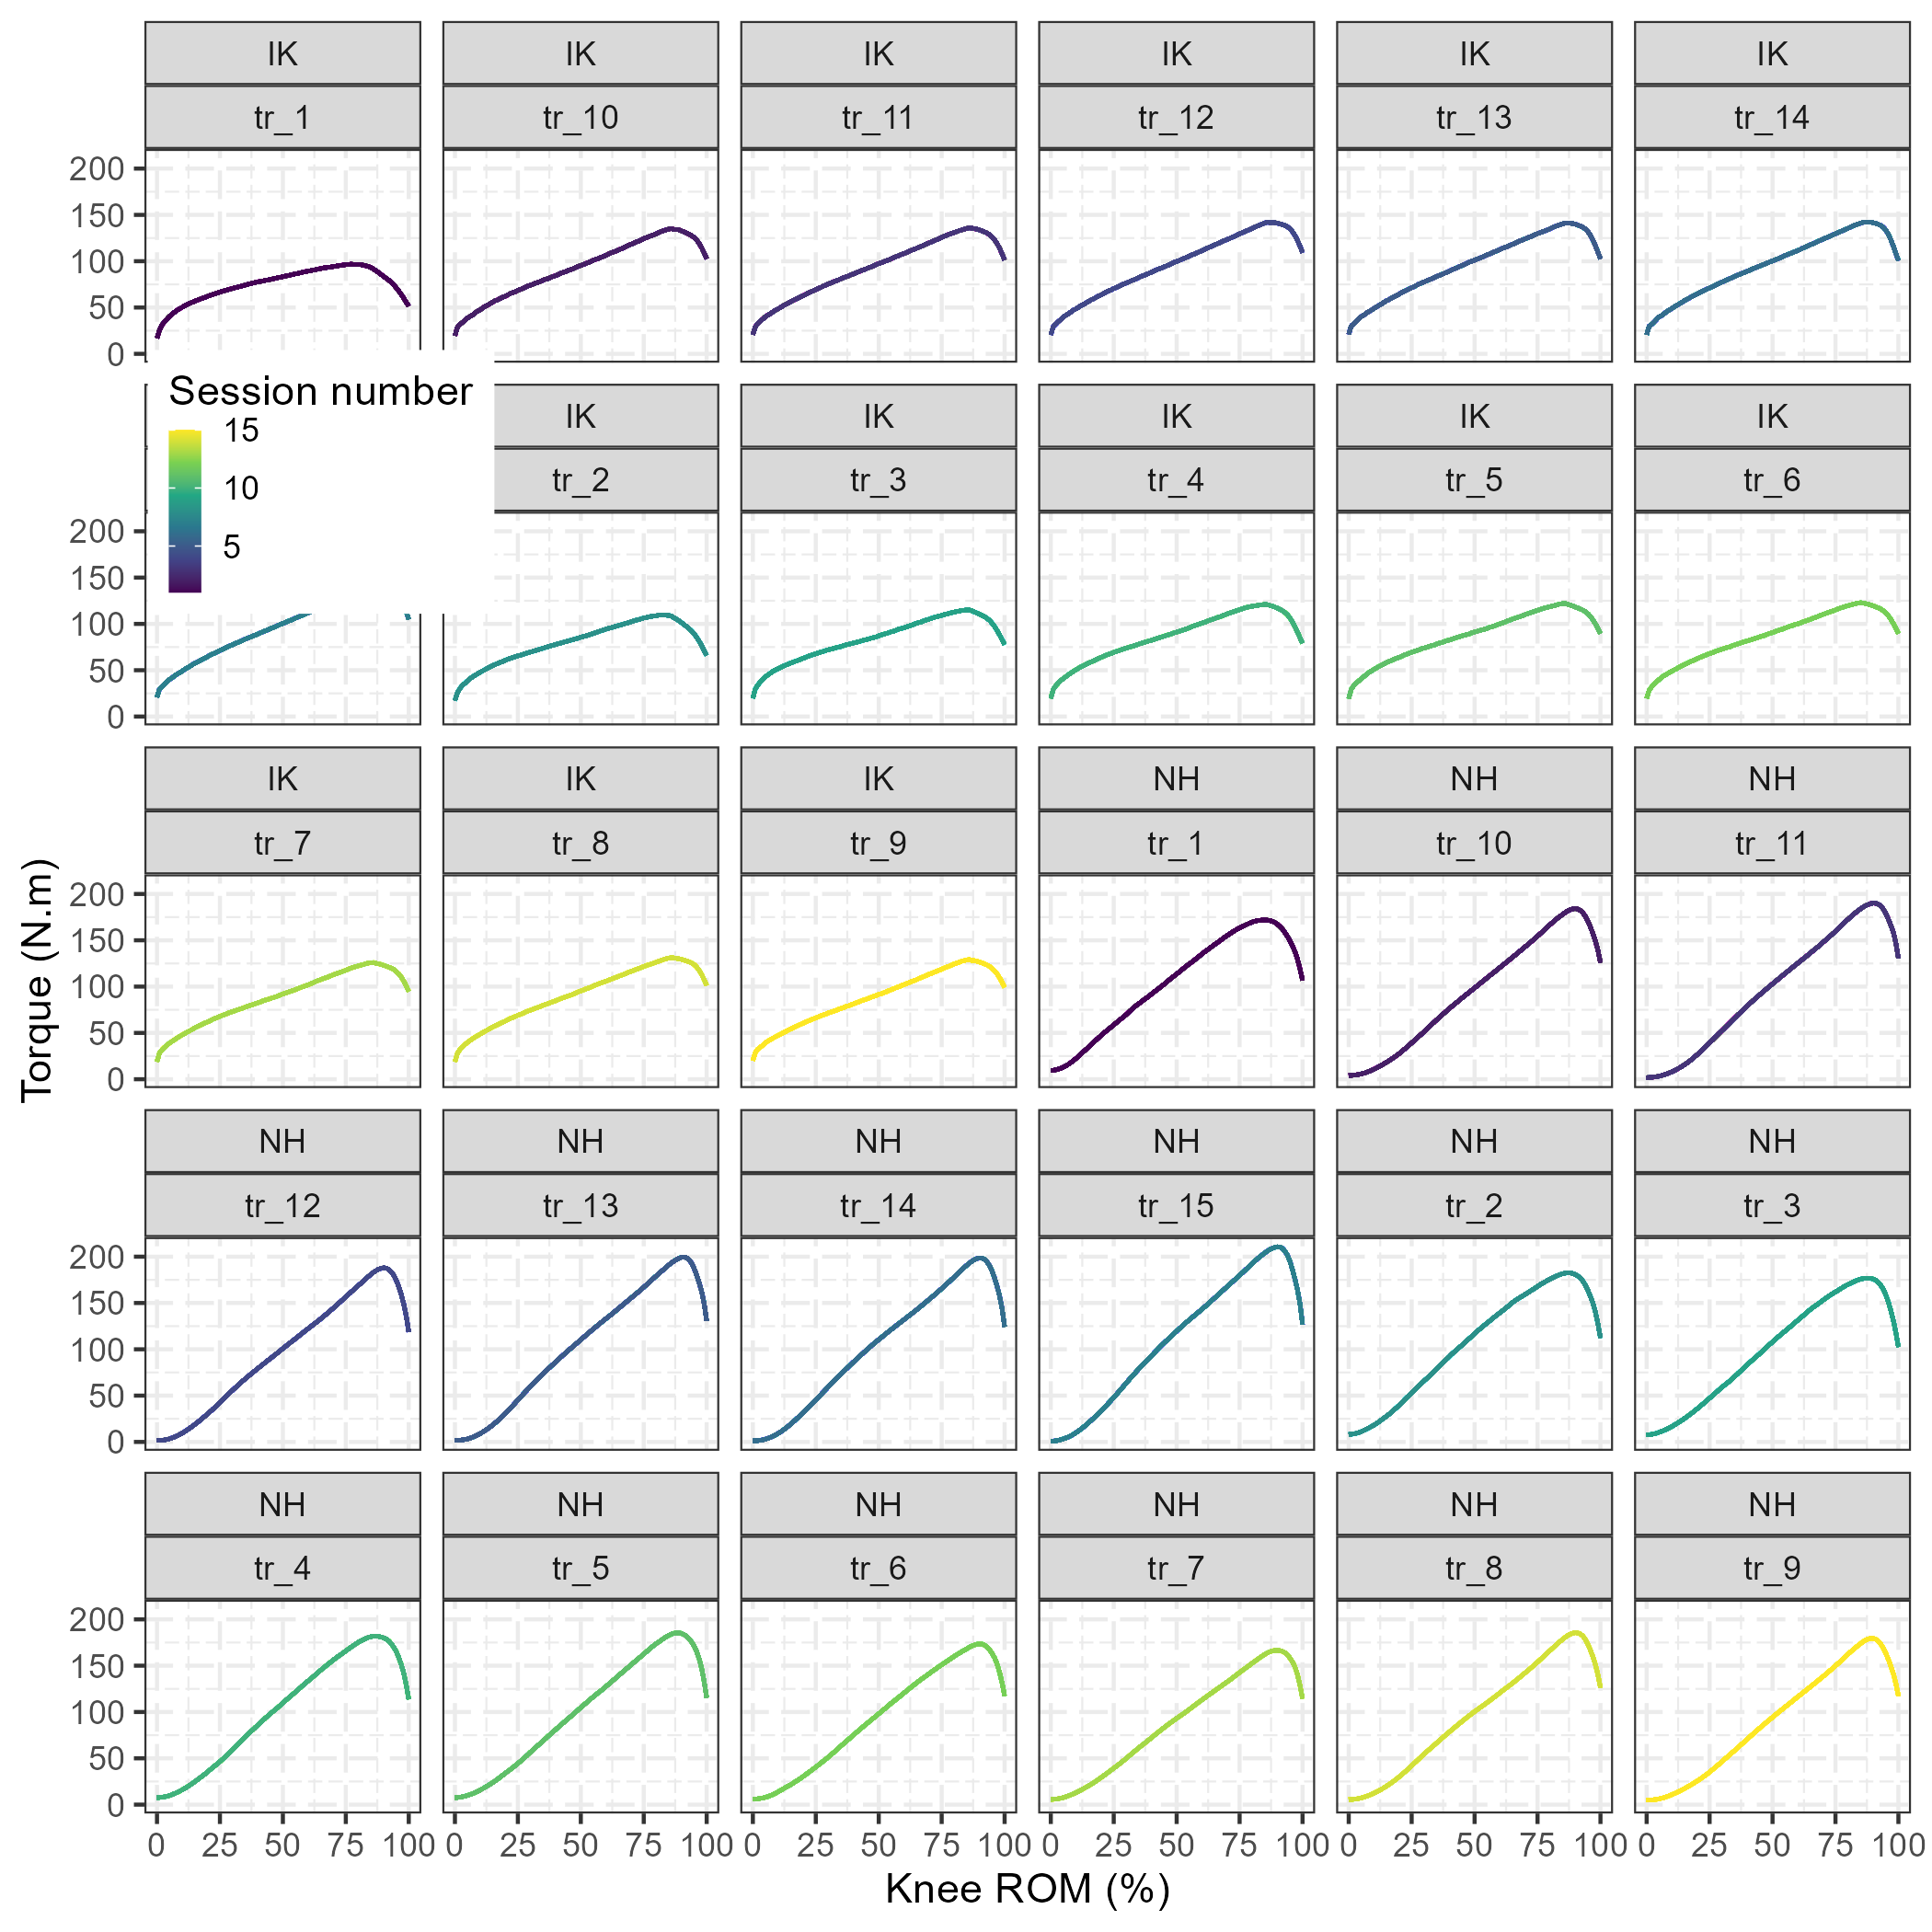 IK IK IK IK IK IK
tr_1 tr_10 tr_11 tr_12 tr_13 tr_14
200
150
100
50
0
Session number
15
10
5
IK IK IK IK IK
tr_2 tr_3 tr_4 tr_5 tr_6
200
150
100
50
0
IK IK IK NH NH NH
tr_7 tr_8 tr_9 tr_1 tr_10 tr_11
200
150
100
50
0
Torque (N.m)
NH NH NH NH NH NH
tr_12 tr_13 tr_14 tr_15 tr_2 tr_3
200
150
100
50
0
NH NH NH NH NH NH
tr_4 tr_5 tr_6 tr_7 tr_8 tr_9
200
150
100
50
0
0 25 50 75 100 0 25 50 75 100 0 25 50 75 100 0 25 50 75 100 0 25 50 75 100 0 25 50 75 100
Knee ROM (%)